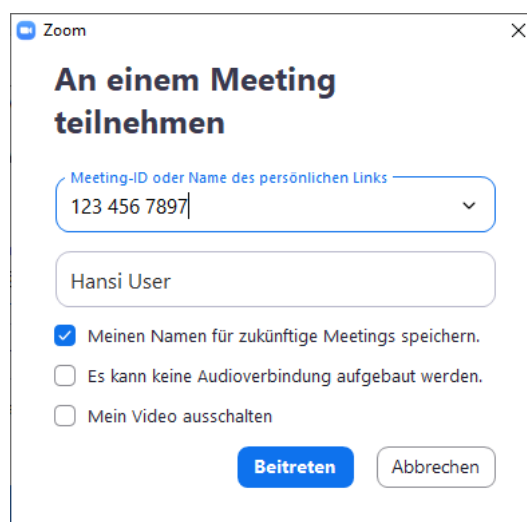 Zoom
An einem Meeting
teilnehmen
Meeting-ID oder Name des persönlichen Links
123 456 7897
Hansi User
Meinen Namen für zukünftige Meetings speichern.
Es kann keine Audioverbindung aufgebaut werden.
Mein Video ausschalten
Beitreten Abbrechen